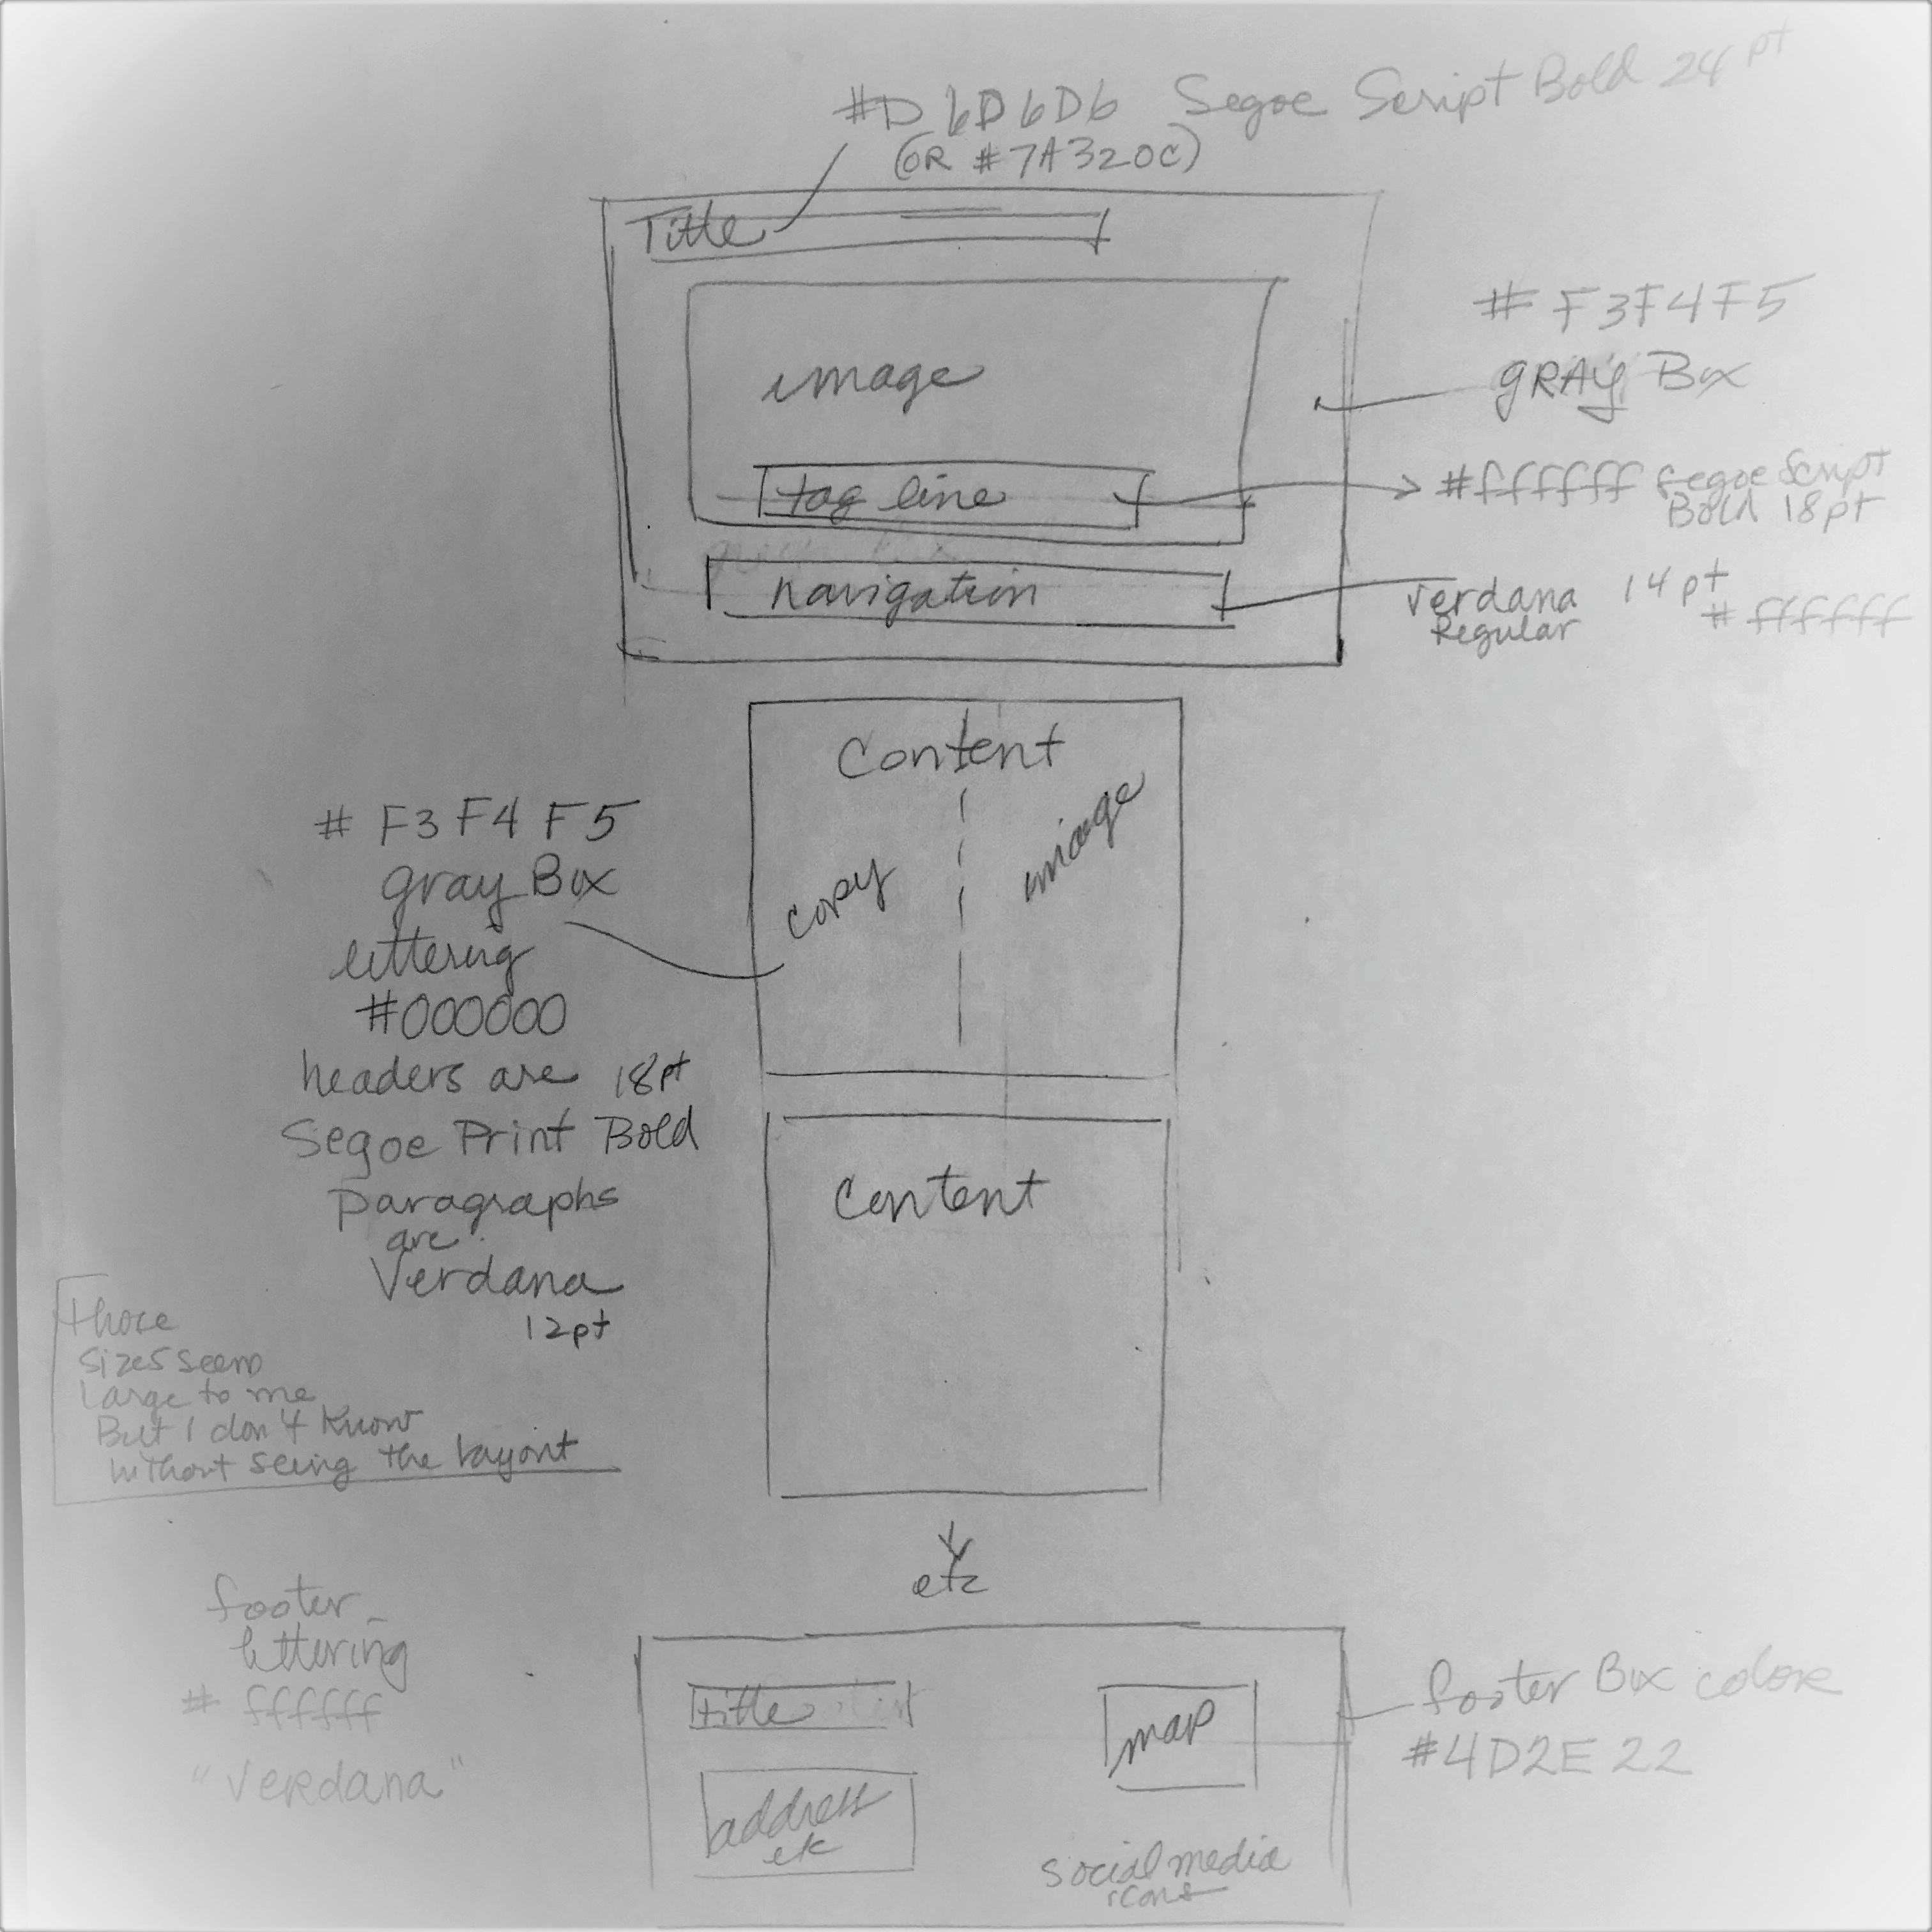 #D6D6D6 Segoe Script Bold 24 pt
(OR #7A320C)
Title
# F3F4F5
gRAY Box
image
tag line
#ffffff Segoe Script
Bold 18pt
navigation
Verdana 14pt
Regular # ffffff
Content
copy
image
# F3F4F5
gray Box
lettering
#000000
headers are 18pt
Segoe Print Bold
Paragraphs
are
Verdana
12pt
Content
those
sizes seem
Large to me
But I don't know
without seeing the layout
etc
footer
lettering
# ffffff
"Verdana"
title
map
address
etc
social media
icons
footer Box color
#4D2E22